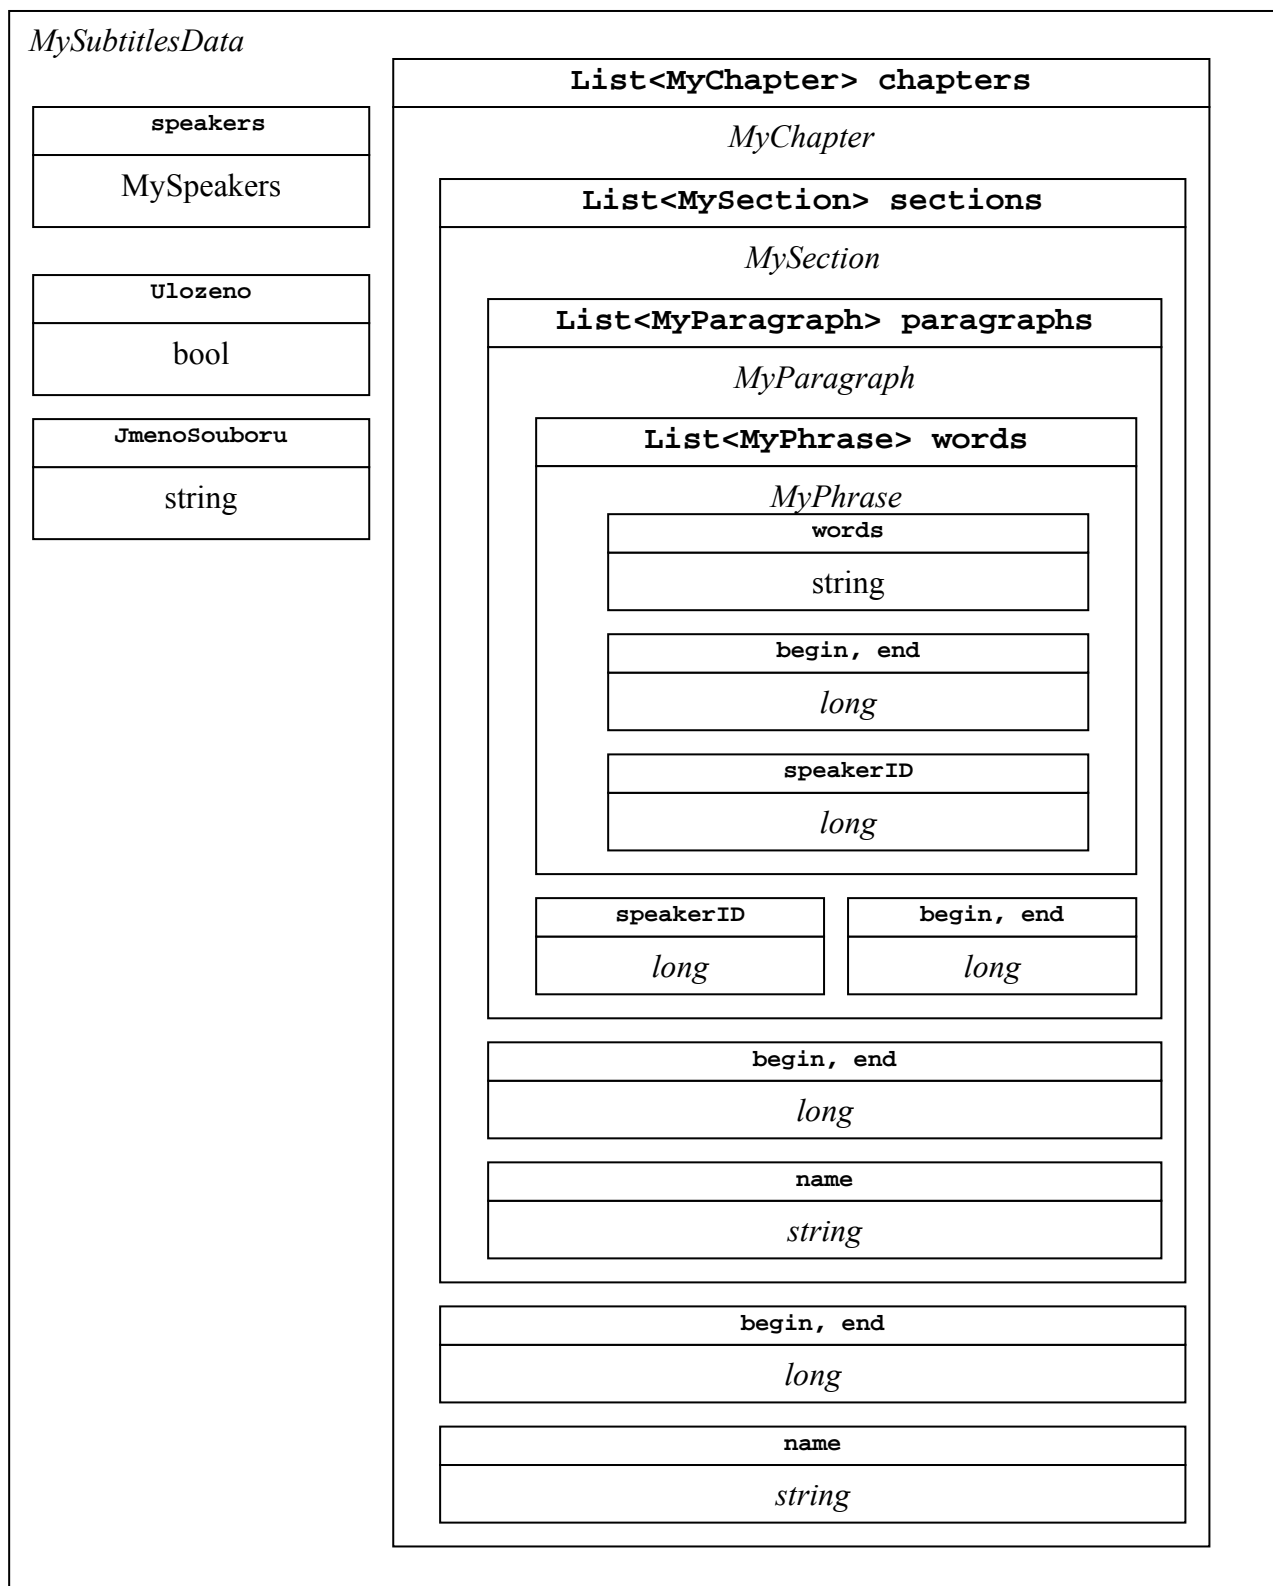 MySubtitlesData
speakers
MySpeakers
Ulozeno
bool
JmenoSouboru
string
List<MyChapter> chapters
MyChapter
List<MySection> sections
MySection
List<MyParagraph> paragraphs
MyParagraph
List<MyPhrase> words
MyPhrase
words
string
begin, end
long
speakerID
long
speakerID
long
begin, end
long
begin, end
long
name
string
begin, end
long
name
string